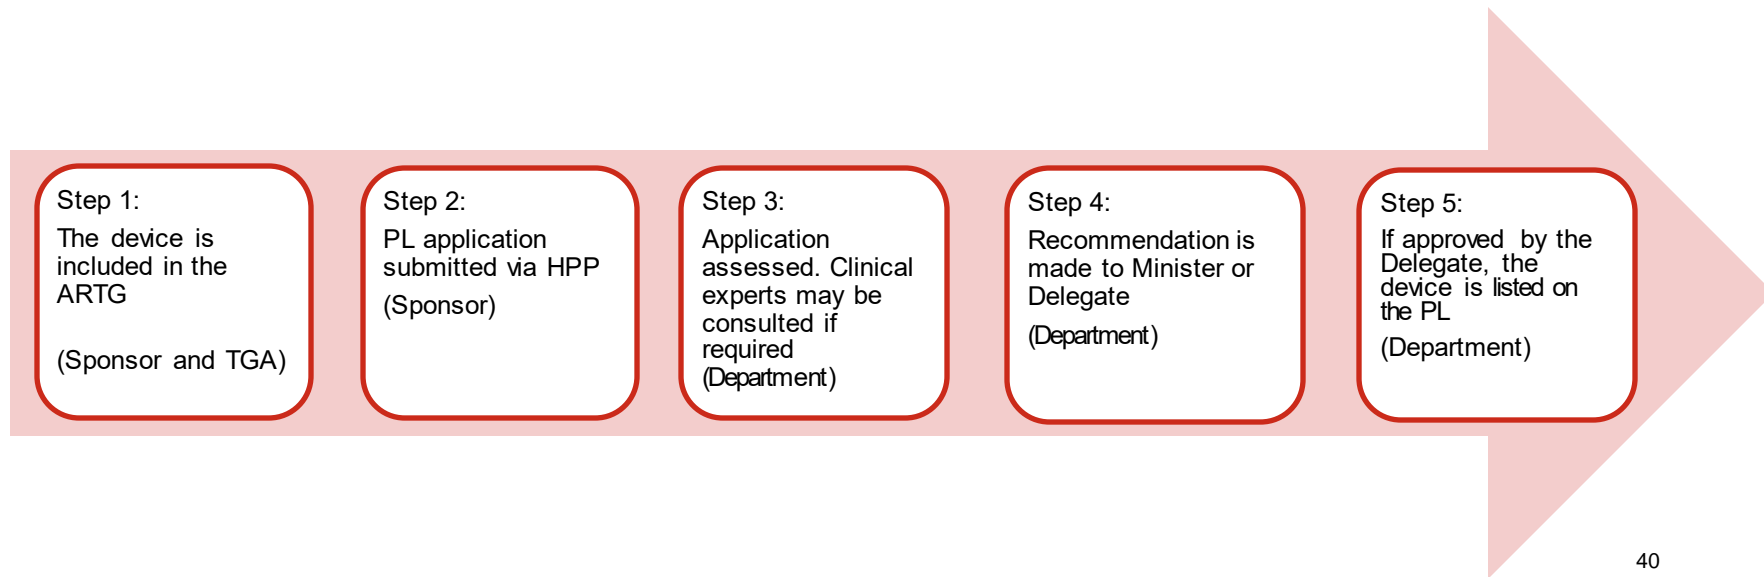 Step 1:
The device is
included in the
ARTG
(Sponsor and TGA)
Step 2:
PL application
submitted via HPP
(Sponsor)
Step 3:
Application
assessed. Clinical
experts may be
consulted if
required
(Department)
Step 4:
Recommendation is
made to Minister or
Delegate
(Department)
Step 5:
If approved by the
Delegate, the
device is listed on
the PL
(Department)
40